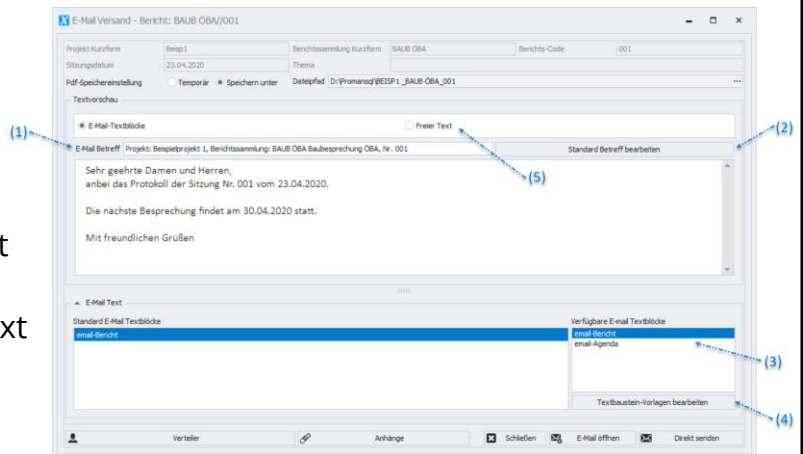 E-Mail Versand - Bericht: BAUB ÖBA//001
Projekt Kurzform Beisp1 Berichtssammlung Kurzform BAUB ÖBA Berichts-Code 001
Sitzungsdatum 23.04.2020 Thema
Pdf-Speichereinstellung Temporär Speichern unter Dateipfad D:\Promansql\BEISP1_BAUB ÖBA_001 ...
Textvorschau
E-Mail-Textblöcke Freier Text
(1) (2)
E-Mail Betreff Projekt: Beispielprojekt 1, Berichtssammlung: BAUB ÖBA Baubesprechung ÖBA, Nr. 001 Standard Betreff bearbeiten
(5)
Sehr geehrte Damen und Herren,
anbei das Protokoll der Sitzung Nr. 001 vom 23.04.2020.
Die nächste Besprechung findet am 30.04.2020 statt.
Mit freundlichen Grüßen
t
xt
E-Mail Text
Standard E-Mail Textblöcke Verfügbare E-mail Textblöcke
email-Bericht email-Bericht
email-Agenda
(3)
Textbaustein-Vorlagen bearbeiten
(4)
Verteiler Anhänge Schließen E-Mail öffnen Direkt senden